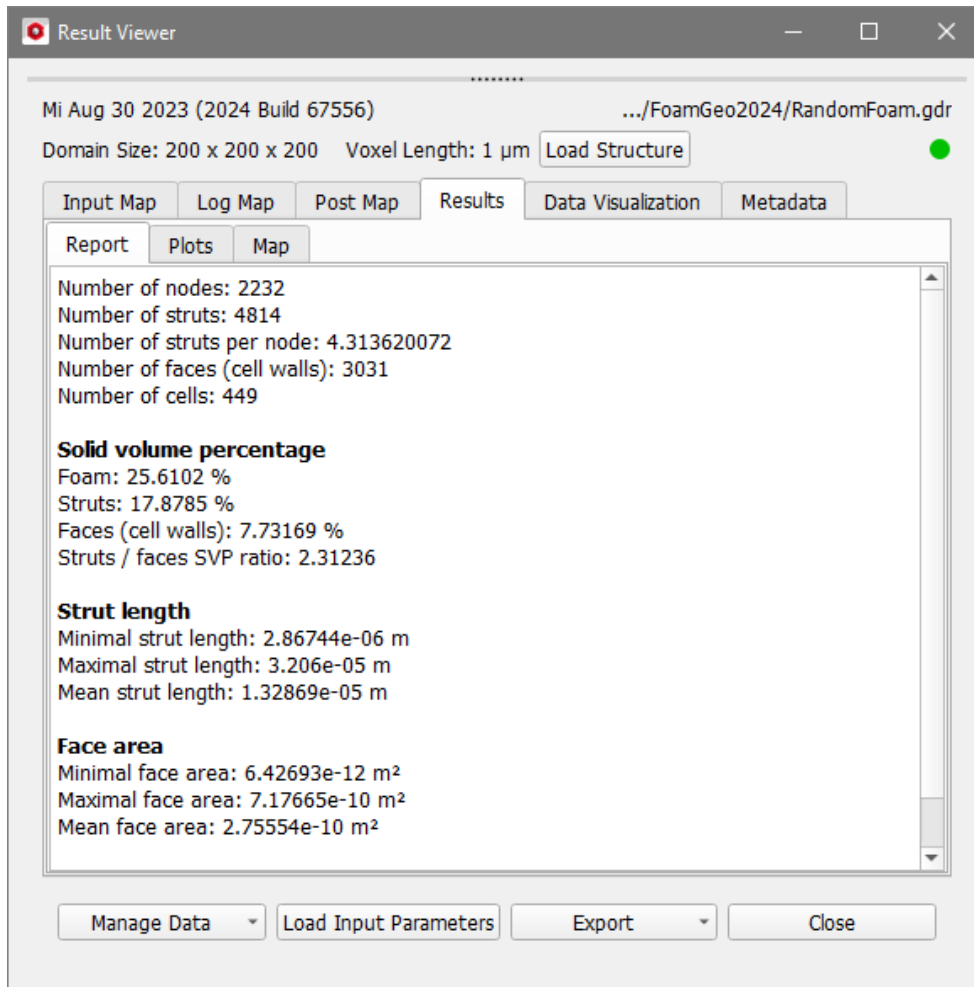 Result Viewer
Mi Aug 30 2023 (2024 Build 67556) .../FoamGeo2024/RandomFoam.gdr
Domain Size: 200 x 200 x 200 Voxel Length: 1 µm Load Structure
Input Map Log Map Post Map Results Data Visualization Metadata
Report Plots Map
Number of nodes: 2232
Number of struts: 4814
Number of struts per node: 4.313620072
Number of faces (cell walls): 3031
Number of cells: 449
Solid volume percentage
Foam: 25.6102 %
Struts: 17.8785 %
Faces (cell walls): 7.73169 %
Struts / faces SVP ratio: 2.31236
Strut length
Minimal strut length: 2.86744e-06 m
Maximal strut length: 3.206e-05 m
Mean strut length: 1.32869e-05 m
Face area
Minimal face area: 6.42693e-12 m²
Maximal face area: 7.17665e-10 m²
Mean face area: 2.75554e-10 m²
Manage Data Load Input Parameters Export Close